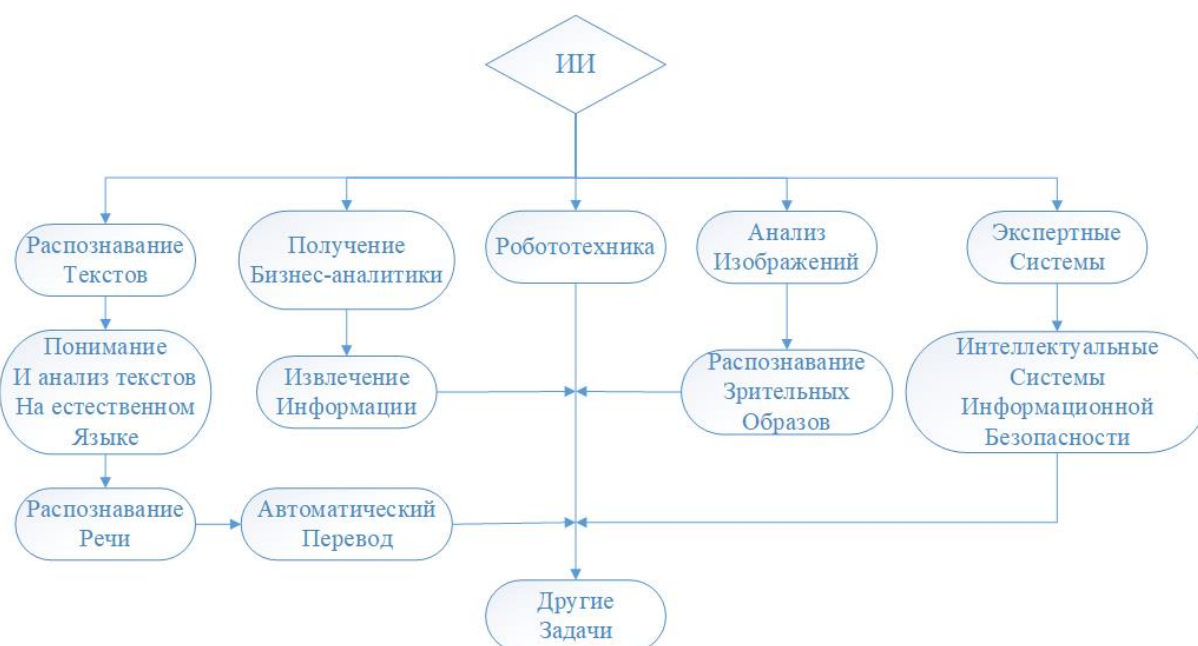 ИИ
Распознавание
Текстов
Получение
Бизнес-аналитики
Робототехника
Анализ
Изображений
Экспертные
Системы
Понимание
И анализ текстов
На естественном
Языке
Извлечение
Информации
Распознавание
Зрительных
Образов
Интеллектуальные
Системы
Информационной
Безопасности
Распознавание
Речи
Автоматический
Перевод
Другие
Задачи